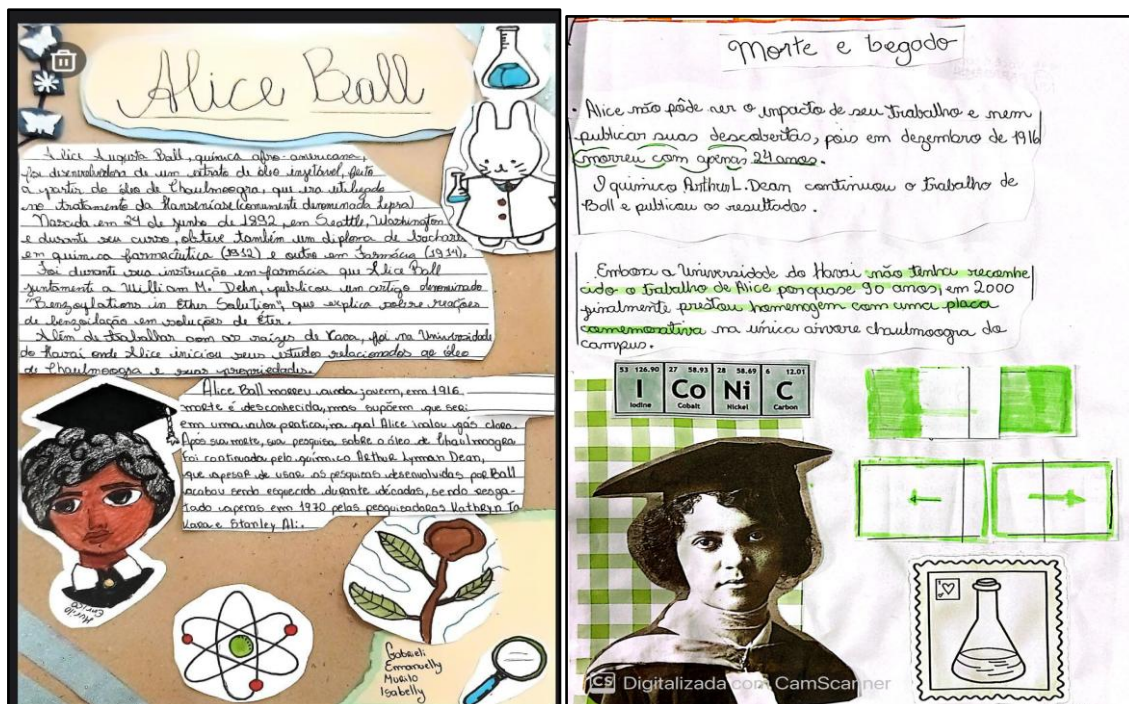 Alice Ball
Alice Augusta Ball, química afro-americana,
foi desenvolvedora de um extrato de óleo injetável, feito
a partir do óleo de Chaulmoogra, que era utilizado
no tratamento da Hanseníase (comumente denominada lepra)
Nascida em 24 de junho de 1892, em Seattle, Washington
e durante seu curso, obteve também um diploma de bachare
em química farmacêutica (1912) e outro em Farmácia (1914).
Foi durante sua instrução em farmácia que Alice Ball
juntamente a William M. Dehn, publicou um artigo denominado
"Benzoylations in Ether Solution", que explica sobre reações
de benzoilação em soluções de Éter.
Além de trabalhar com as raízes de Kava, foi na Universidade
do Havaí onde Alice iniciou seus estudos relacionados ao óleo
de Chaulmoogra e suas propriedades.
Alice Ball morreu ainda jovem, em 1916
morte é desconhecida, mas supõem que sej
em uma aula prática, na qual Alice inalou gás cloro.
Após sua morte, sua pesquisa sobre o óleo de Chaulmoogra
foi continuada pelo químico Arthur Lyman Dean,
que apesar de usar as pesquisas desenvolvidas por Ball
acabou sendo esquecido durante décadas, sendo resga-
tado apenas em 1970 pelas pesquisadoras Kathryn Ta
kara e Stanley Ali.
Murilo
Enrico
Gabrieli
Emmanuelly
Murilo
Isabelly
Morte e Legado
. Alice não pôde ver o impacto de seu trabalho e nem
publicar suas descobertas, pois em dezembro de 1916
morreu com apenas 24 anos.
O químico Arthur L. Dean continuou o trabalho de
Ball e publicou os resultados.
Embora a Universidade do Havaí não tenha reconhe
cido o trabalho de Alice por quase 90 anos, em 2000
finalmente prestou homenagem com uma placa
comemorativa na única árvore chaulmoogra do
campus.
53 126.90 27 58.93 28 58.69 6 12.01
I Co Ni C
Iodine Cobalt Nickel Carbon
CS Digitalizada com CamScanner